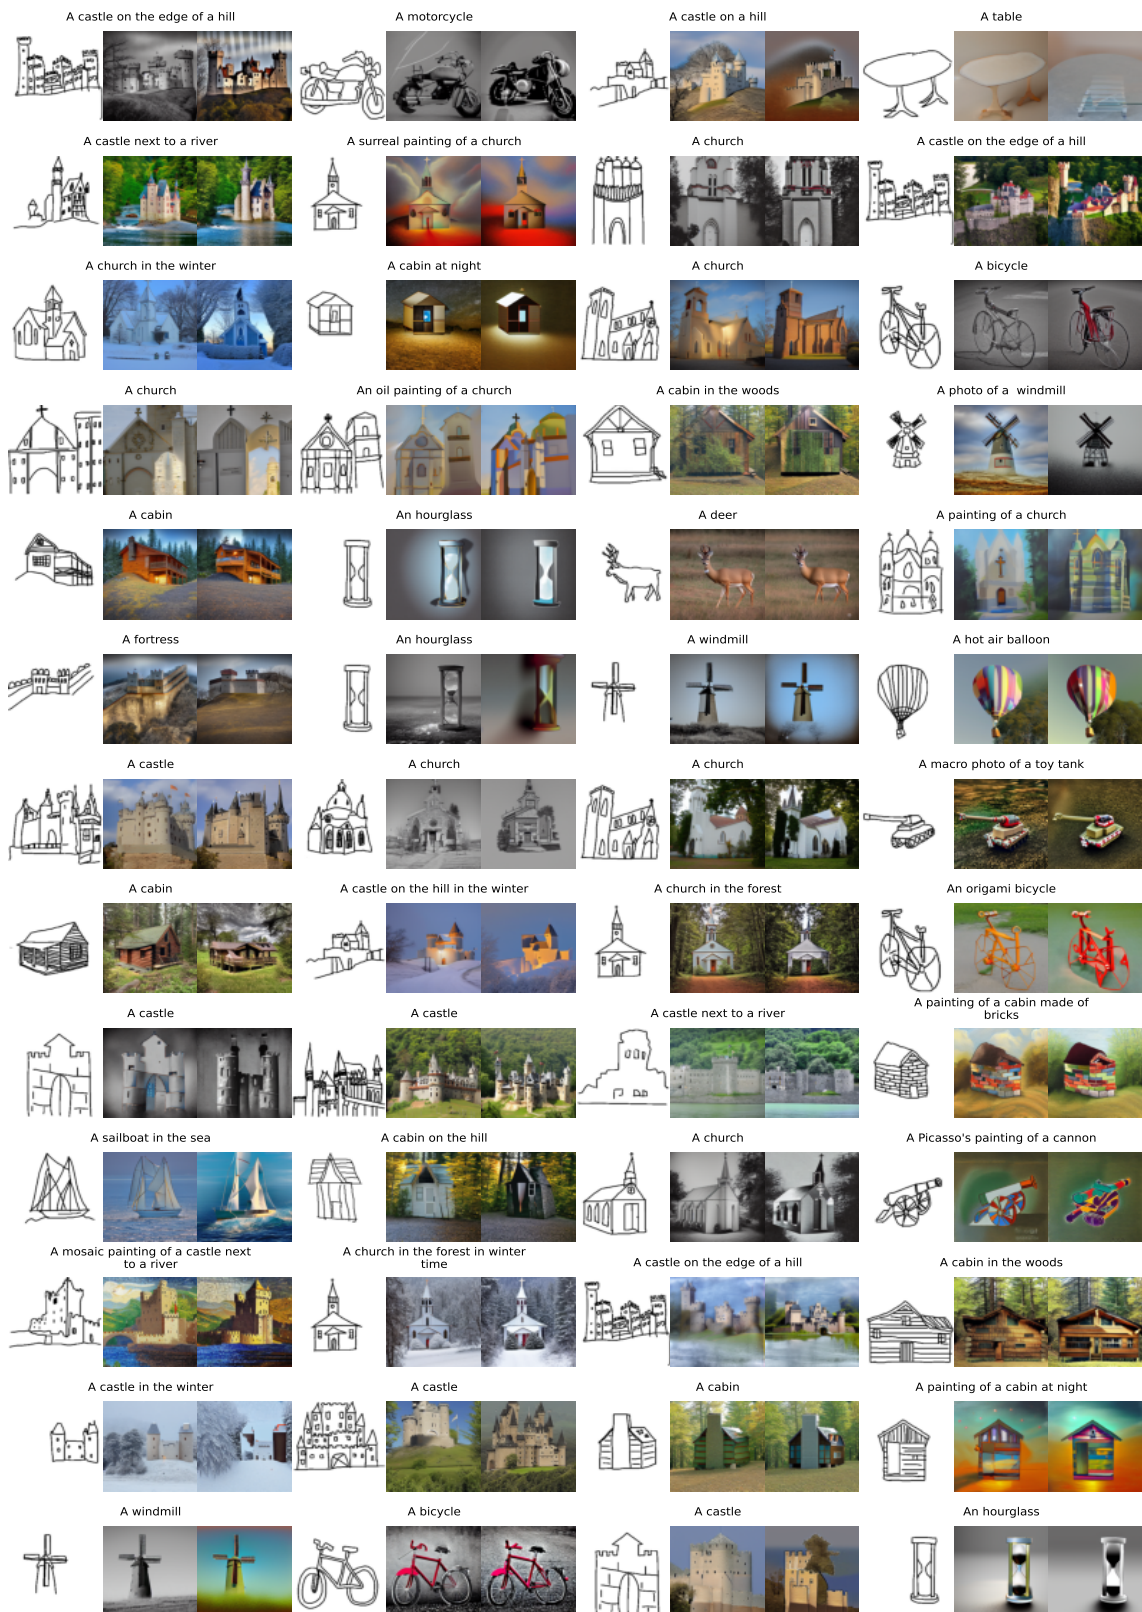 A castle on the edge of a hill
A motorcycle
A castle on a hill
A table
A castle next to a river
A surreal painting of a church
A church
A castle on the edge of a hill
A church in the winter
A cabin at night
A church
A bicycle
A church
An oil painting of a church
A cabin in the woods
A photo of a  windmill
A cabin
An hourglass
A deer
A painting of a church
A fortress
An hourglass
A windmill
A hot air balloon
A castle
A church
A church
A macro photo of a toy tank
A cabin
A castle on the hill in the winter
A church in the forest
An origami bicycle
A castle
A castle
A castle next to a river
A painting of a cabin made of
bricks
A sailboat in the sea
A cabin on the hill
A church
A Picasso's painting of a cannon
A mosaic painting of a castle next
to a river
A church in the forest in winter
time
A castle on the edge of a hill
A cabin in the woods
A castle in the winter
A castle
A cabin
A painting of a cabin at night
A windmill
A bicycle
A castle
An hourglass